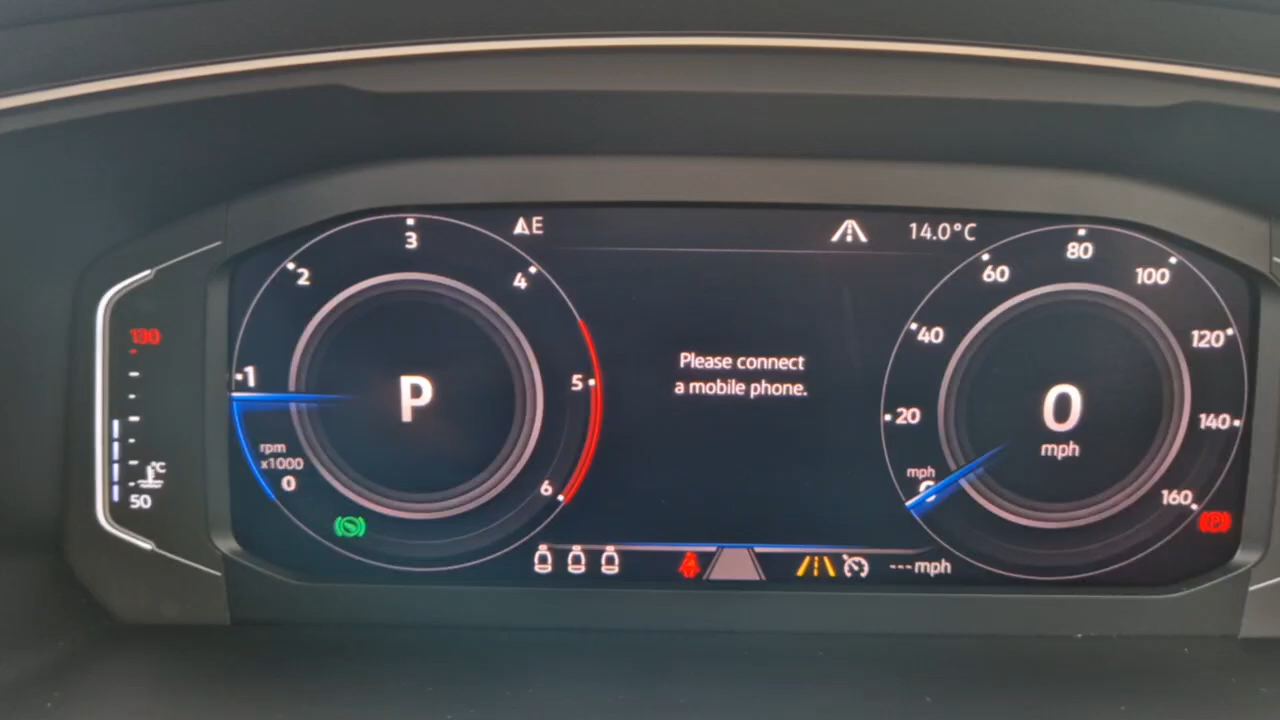 E
14.0°C
3
2
4
1
5
6
rpm
x1000
0
P
130
°C
50
Please connect
a mobile phone.
80
60
100
40
120
20
140
160
mph
0
mph
P
---mph